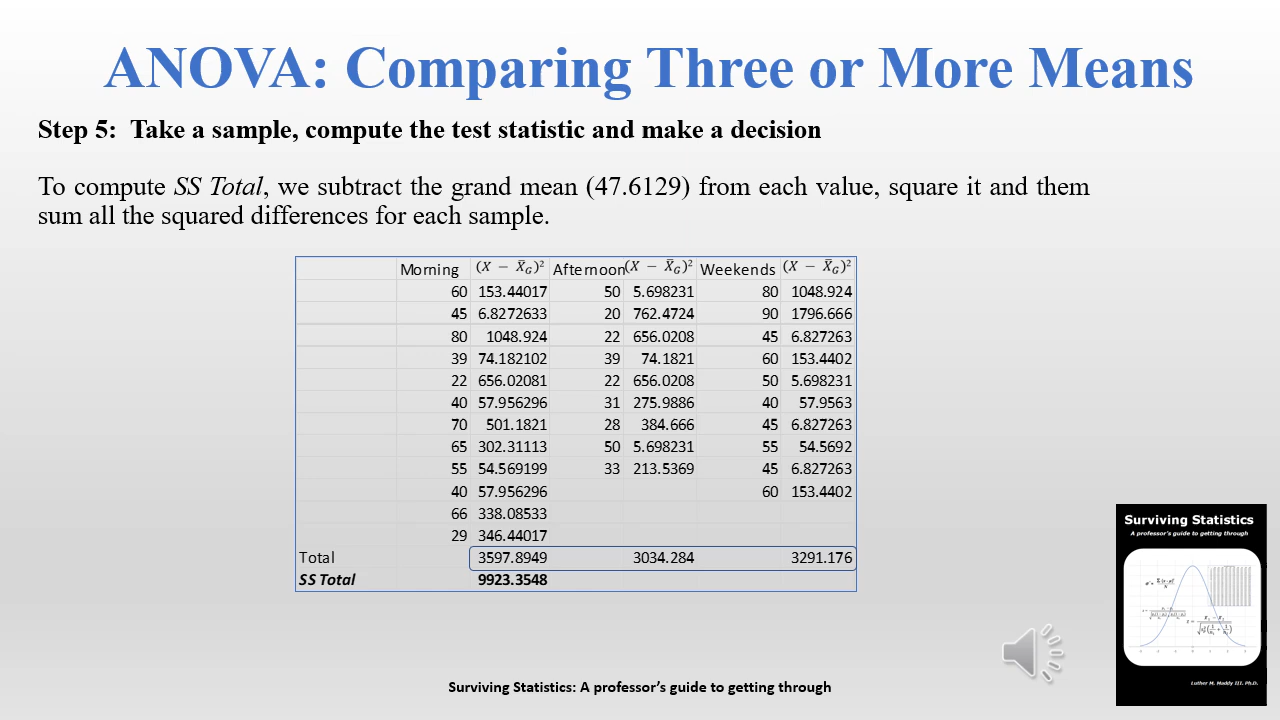 ANOVA: Comparing Three or More Means
Step 5: Take a sample, compute the test statistic and make a decision
To compute SS Total, we subtract the grand mean (47.6129) from each value, square it and them
sum all the squared differences for each sample.
Morning (X − X̄G)² Afternoon (X − X̄G)² Weekends (X − X̄G)²
60 153.44017 50 5.698231 80 1048.924
45 6.8272633 20 762.4724 90 1796.666
80 1048.924 22 656.0208 45 6.827263
39 74.182102 39 74.1821 60 153.4402
22 656.02081 22 656.0208 50 5.698231
40 57.956296 31 275.9886 40 57.9563
70 501.1821 28 384.666 45 6.827263
65 302.31113 50 5.698231 55 54.5692
55 54.569199 33 213.5369 45 6.827263
40 57.956296 60 153.4402
66 338.08533
29 346.44017
Total 3597.8949 3034.284 3291.176
SS Total 9923.3548
Surviving Statistics
A professor's guide to getting through
Luther M. Maddy III, Ph.D.
Surviving Statistics: A professor's guide to getting through